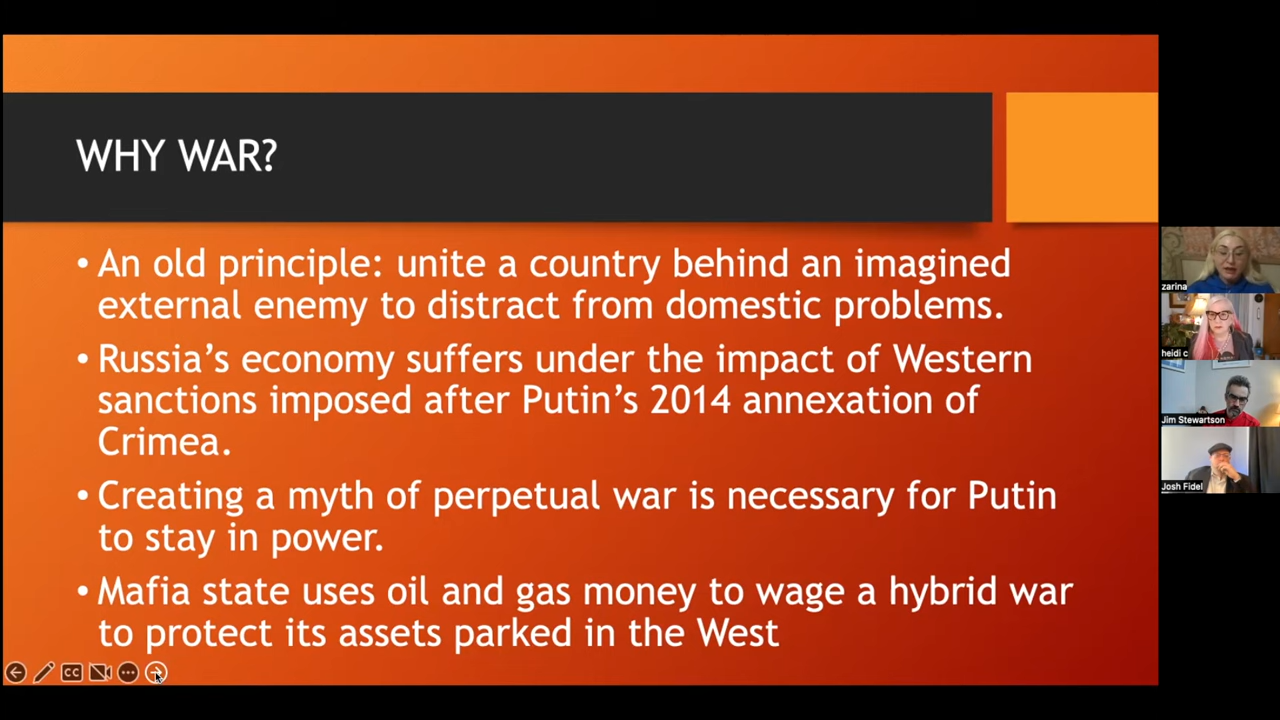 WHY WAR?
• An old principle: unite a country behind an imagined
external enemy to distract from domestic problems.
• Russia’s economy suffers under the impact of Western
sanctions imposed after Putin’s 2014 annexation of
Crimea.
• Creating a myth of perpetual war is necessary for Putin
to stay in power.
• Mafia state uses oil and gas money to wage a hybrid war
to protect its assets parked in the West
CC
zarina
heidi c
Jim Stewartson
Josh Fidel